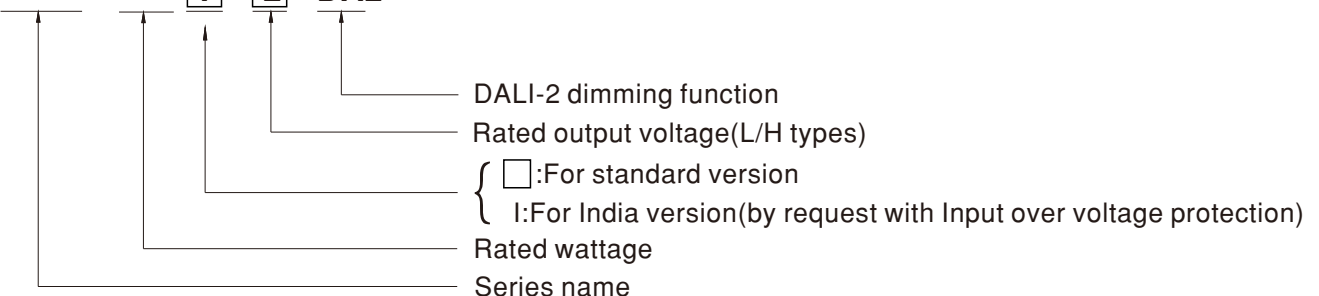 DALI-2 dimming function
Rated output voltage(L/H types)
:For standard version
I:For India version(by request with Input over voltage protection)
Rated wattage
Series name